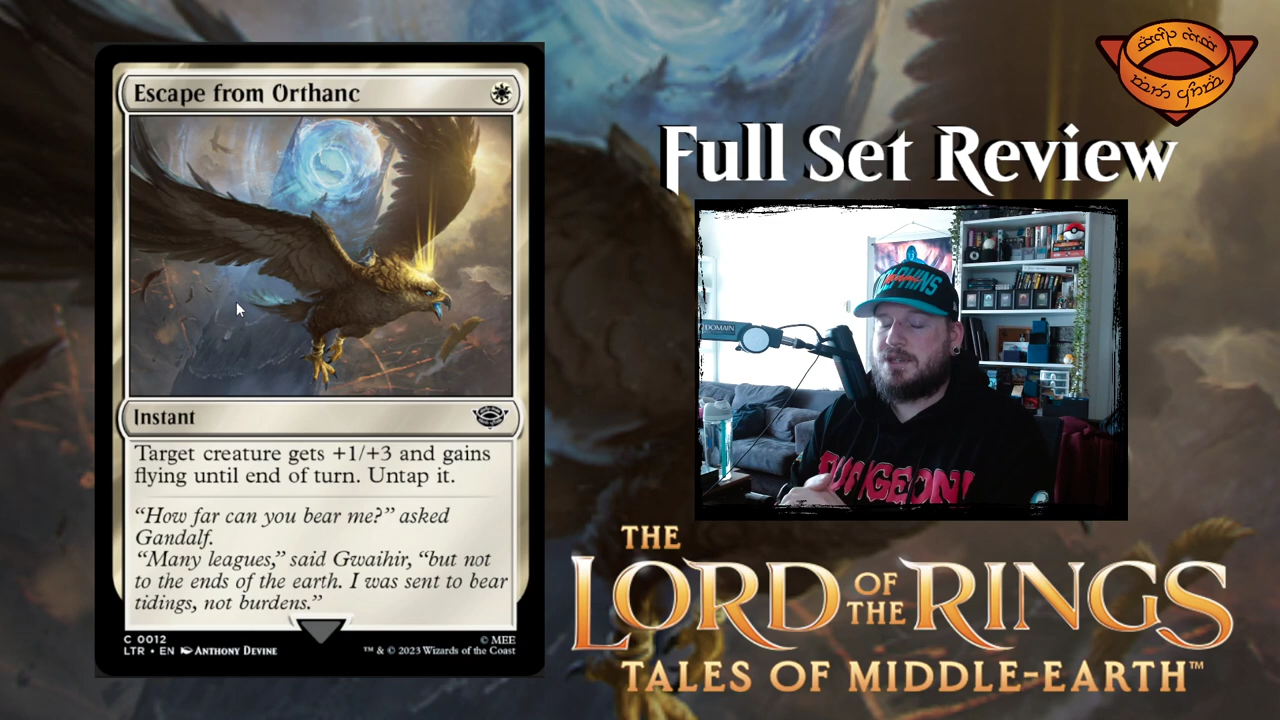 Escape from Orthanc
Instant
Target creature gets +1/+3 and gains
flying until end of turn. Untap it.
“How far can you bear me?” asked
Gandalf.
“Many leagues,” said Gwaihir, “but not
to the ends of the earth. I was sent to bear
tidings, not burdens.”
C 0012
LTR • EN ANTHONY DEVINE
© MEE
™ & © 2023 Wizards of the Coast
Full Set Review
DOLPHINS
DOMAIN
DUNGEON!
THE
LORD OF THE RINGS
TALES OF MIDDLE-EARTH™